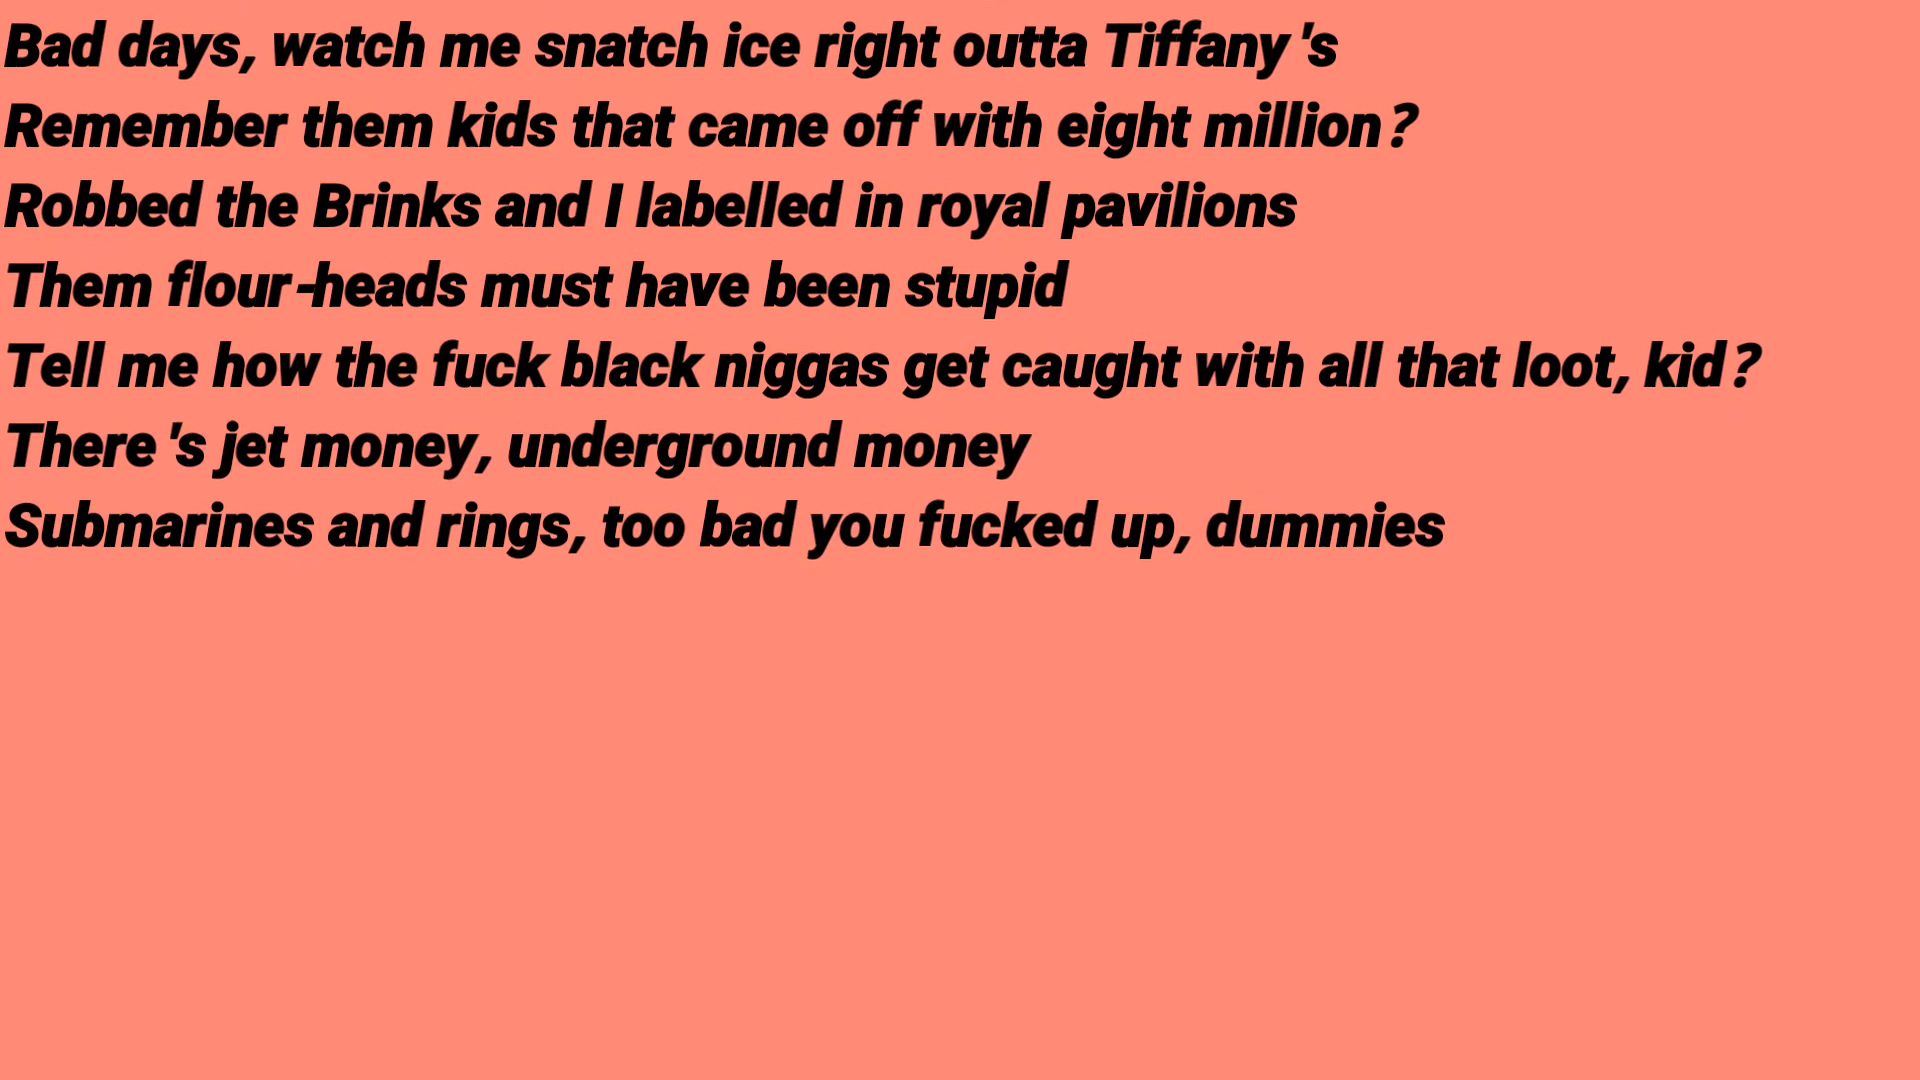 Bad days, watch me snatch ice right outta Tiffany's
Remember them kids that came off with eight million?
Robbed the Brinks and I labelled in royal pavilions
Them flour-heads must have been stupid
Tell me how the fuck black niggas get caught with all that loot, kid?
There's jet money, underground money
Submarines and rings, too bad you fucked up, dummies